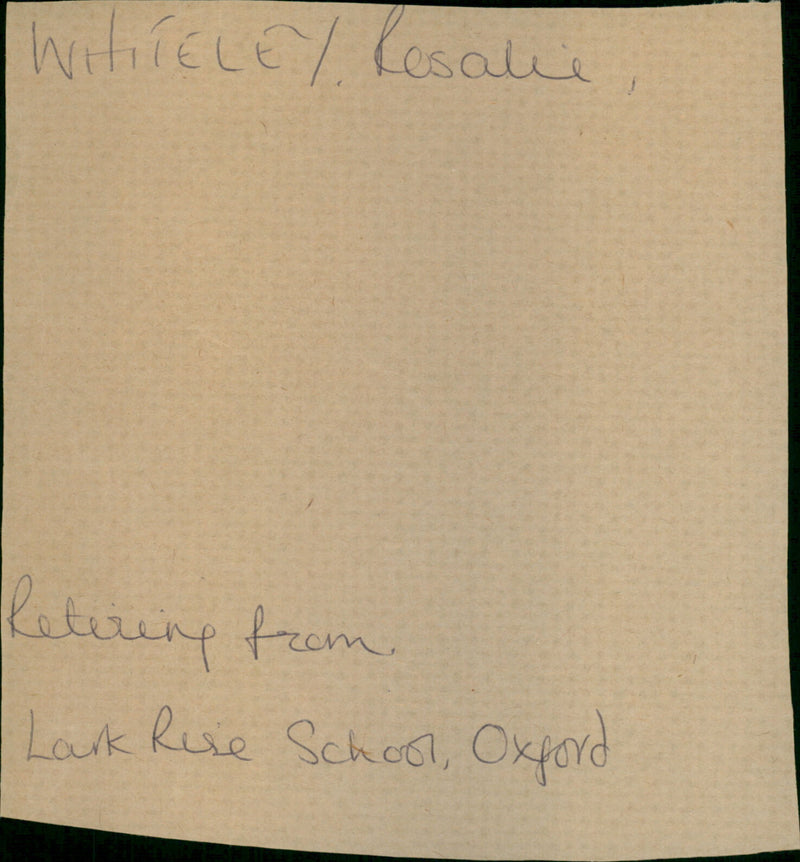 WHITELEY. Rosalie,
Retiring from
Lark Rise School, Oxford